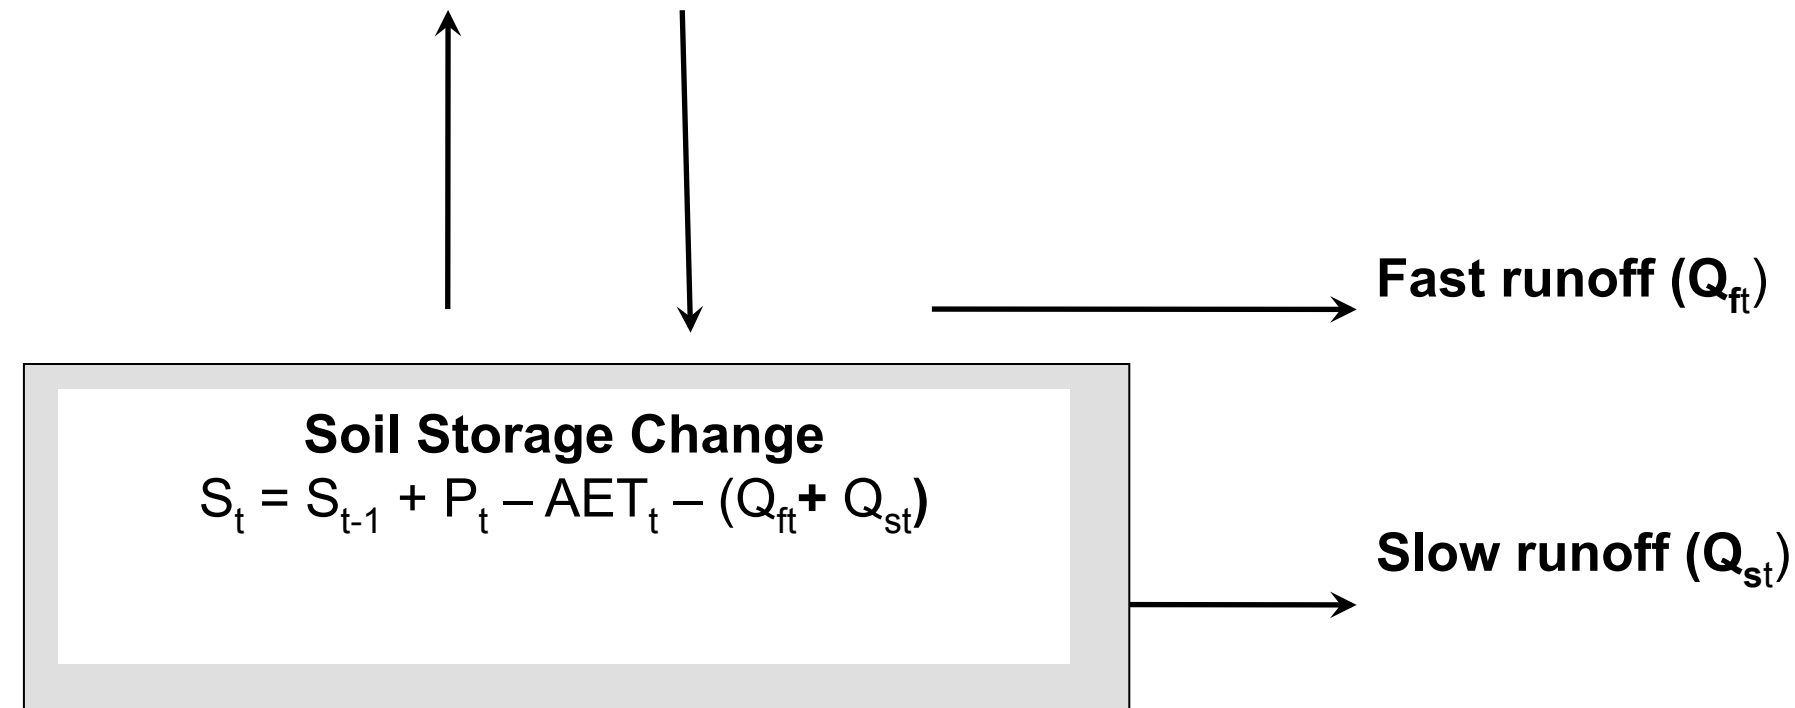 Fast runoff (Qft)
Soil Storage Change
St = St-1 + Pt – AETt – (Qft+ Qst)
Slow runoff (Qst)